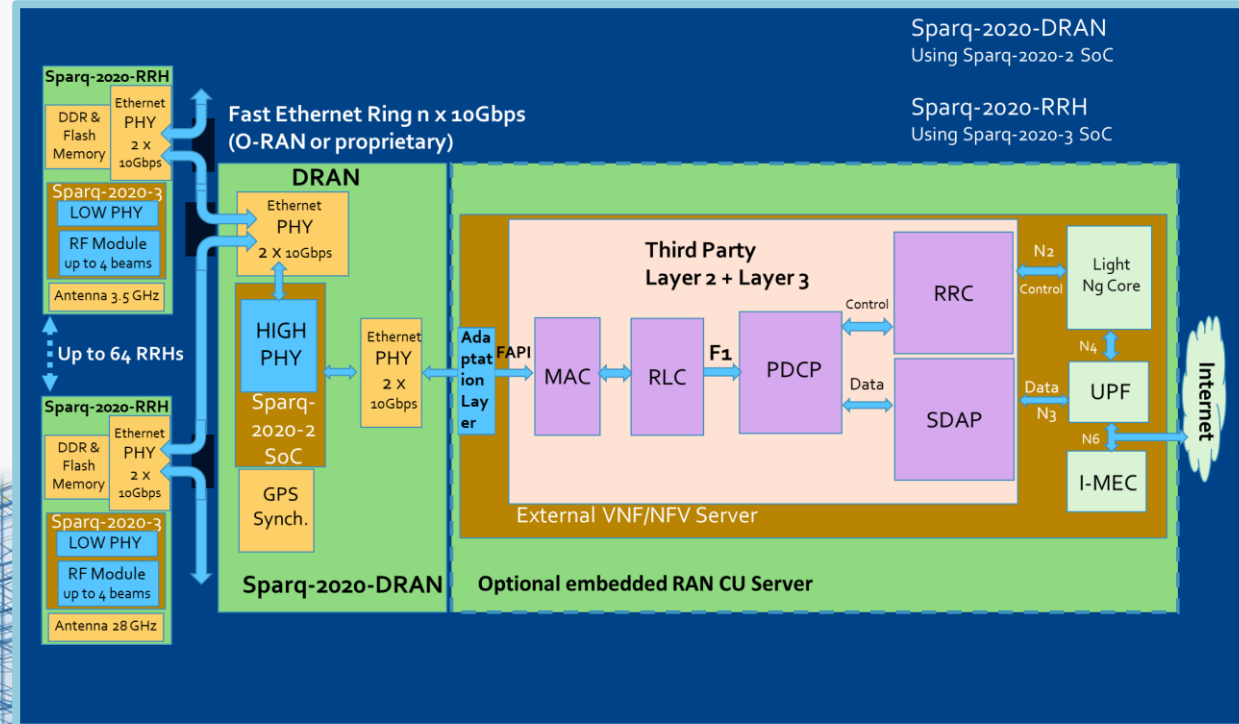 Sparq-2020-DRAN
Using Sparq-2020-2 SoC
Sparq-2020-RRH
Using Sparq-2020-3 SoC
Sparq-2020-RRH
DDR &
Flash
Memory
Ethernet
PHY
2 x
10Gbps
Sparq-2020-3
LOW PHY
RF Module
up to 4 beams
Antenna 3.5 GHz
Up to 64 RRHs
Sparq-2020-RRH
DDR &
Flash
Memory
Ethernet
PHY
2 x
10Gbps
Sparq-2020-3
LOW PHY
RF Module
up to 4 beams
Antenna 28 GHz
Fast Ethernet Ring n x 10Gbps
(O-RAN or proprietary)
DRAN
Ethernet
PHY
2 x 10Gbps
HIGH
PHY
Sparq-
2020-2
SoC
GPS
Synch.
Ethernet
PHY
2 x
10Gbps
Sparq-2020-DRAN
Ada
ptat
ion
Lay
er
FAPI
Third Party
Layer 2 + Layer 3
MAC
RLC
F1
PDCP
Control
Data
RRC
SDAP
External VNF/NFV Server
Optional embedded RAN CU Server
N2
Control
Light
Ng Core
N4
Data
N3
UPF
N6
I-MEC
Internet